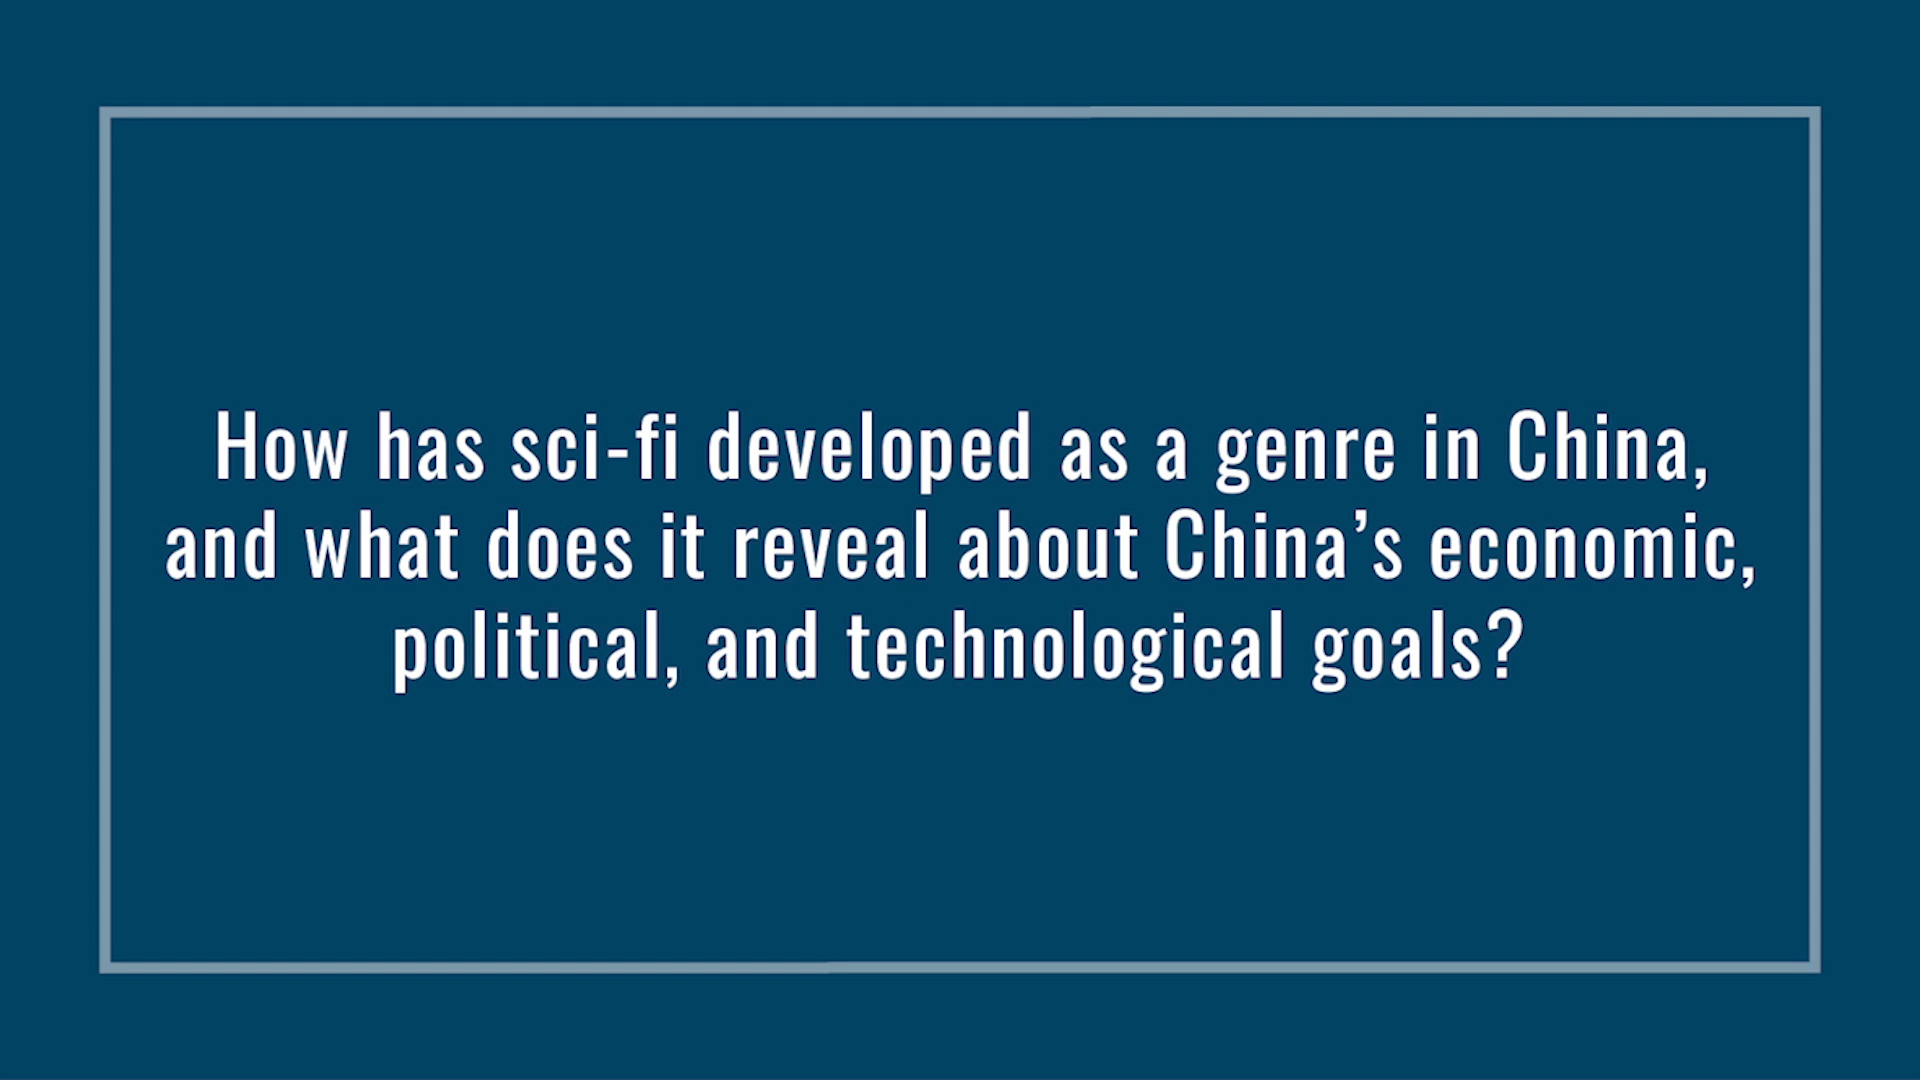 How has sci-fi developed as a genre in China,
and what does it reveal about China’s economic,
political, and technological goals?